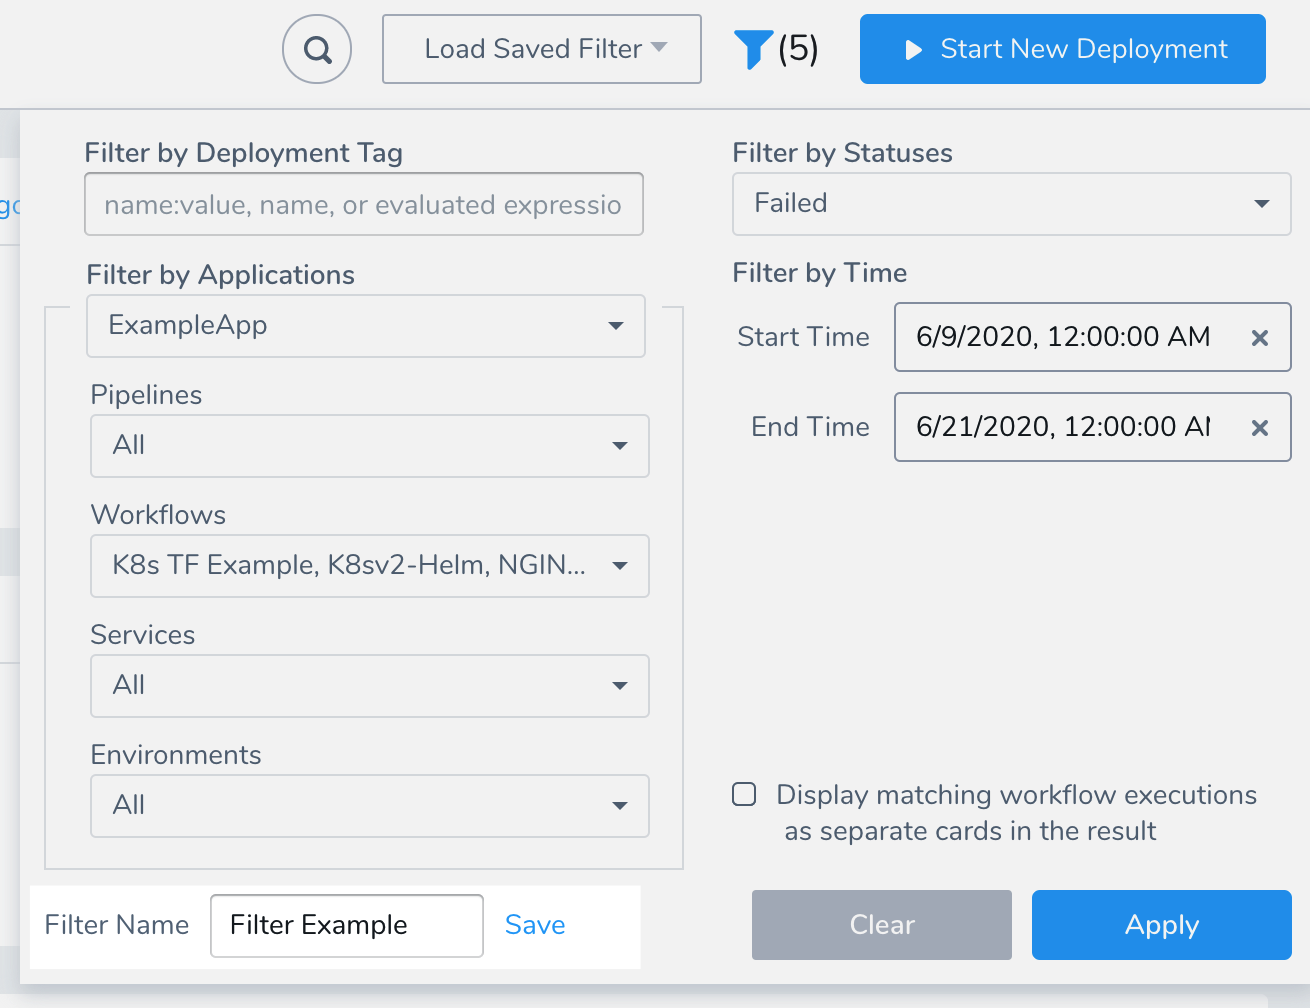 Load Saved Filter
(5)
Start New Deployment
Filter by Deployment Tag
name:value, name, or evaluated expressio
Filter by Applications
ExampleApp
Pipelines
All
Workflows
K8s TF Example, K8sv2-Helm, NGIN...
Services
All
Environments
All
Filter by Statuses
Failed
Filter by Time
Start Time
6/9/2020, 12:00:00 AM
End Time
6/21/2020, 12:00:00 AM
Display matching workflow executions
as separate cards in the result
Filter Name
Filter Example
Save
Clear
Apply